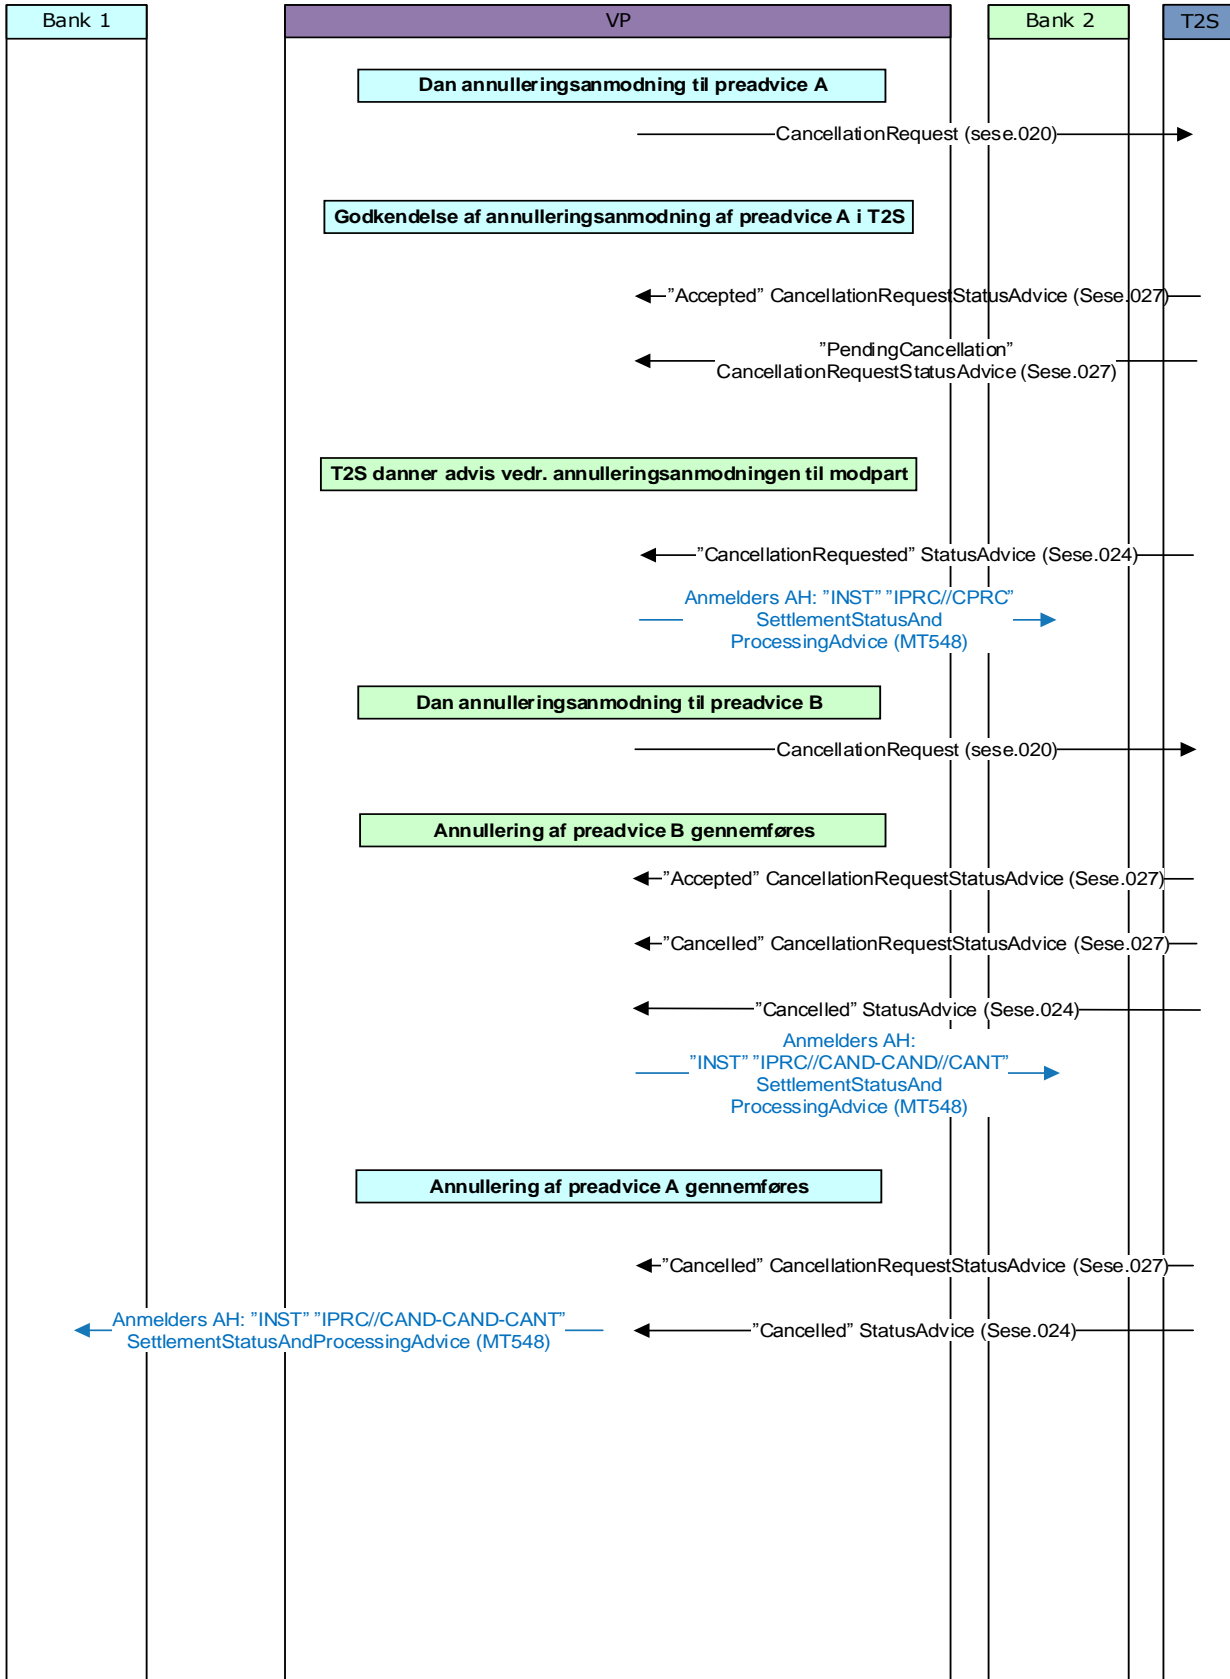 Bank 1
VP
Bank 2
T2S
Dan annulleringsanmodning til preadvice A
CancellationRequest (sese.020)
Godkendelse af annulleringsanmodning af preadvice A i T2S
”Accepted” CancellationRequestStatusAdvice (Sese.027)
”PendingCancellation”
CancellationRequestStatusAdvice (Sese.027)
T2S danner advis vedr. annulleringsanmodningen til modpart
”CancellationRequested” StatusAdvice (Sese.024)
Anmelders AH: ”INST” ”IPRC//CPRC”
SettlementStatusAnd
ProcessingAdvice (MT548)
Dan annulleringsanmodning til preadvice B
CancellationRequest (sese.020)
Annullering af preadvice B gennemføres
”Accepted” CancellationRequestStatusAdvice (Sese.027)
”Cancelled” CancellationRequestStatusAdvice (Sese.027)
”Cancelled” StatusAdvice (Sese.024)
Anmelders AH:
”INST” ”IPRC//CAND-CAND//CANT”
SettlementStatusAnd
ProcessingAdvice (MT548)
Annullering af preadvice A gennemføres
”Cancelled” CancellationRequestStatusAdvice (Sese.027)
Anmelders AH: ”INST” ”IPRC//CAND-CAND-CANT”
SettlementStatusAndProcessingAdvice (MT548)
”Cancelled” StatusAdvice (Sese.024)